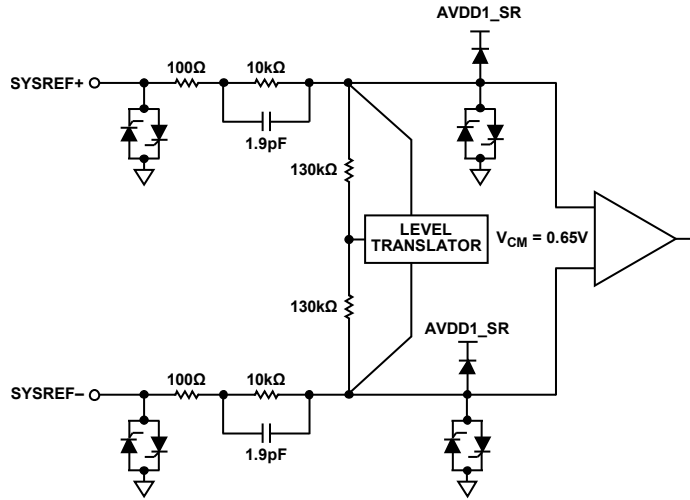 AVDD1_SR
SYSREF+
100Ω
10kΩ
1.9pF
130kΩ
LEVEL
TRANSLATOR
VCM = 0.65V
130kΩ
AVDD1_SR
SYSREF–
100Ω
10kΩ
1.9pF